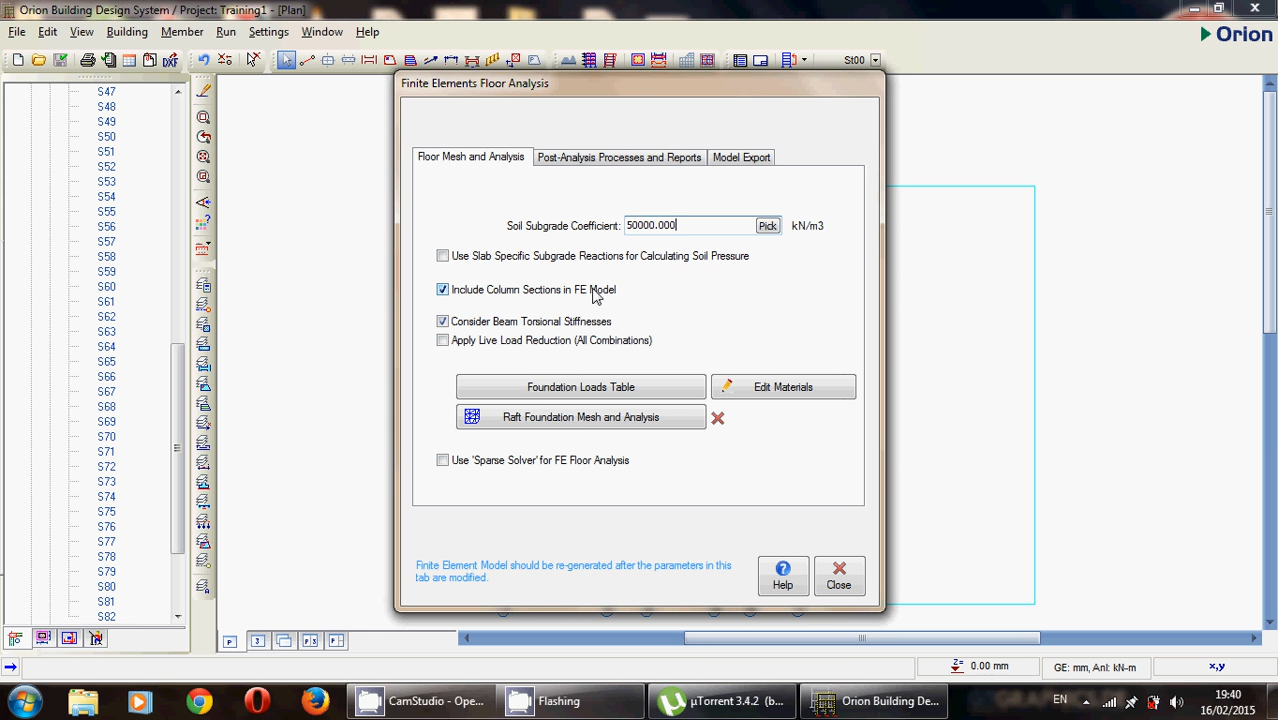 Orion Building Design System / Project: Training1 - [Plan]
File Edit View Building Member Run Settings Window Help
Orion
DXF
St00
S47
S48
S49
S50
S51
S52
S53
S54
S55
S56
S57
S58
S59
S60
S61
S62
S63
S64
S65
S66
S67
S68
S69
S70
S71
S72
S73
S74
S75
S76
S77
S78
S79
S80
S81
S82
Finite Elements Floor Analysis
Floor Mesh and Analysis Post-Analysis Processes and Reports Model Export
Soil Subgrade Coefficient: 50000.000 Pick kN/m3
Use Slab Specific Subgrade Reactions for Calculating Soil Pressure
Include Column Sections in FE Model
Consider Beam Torsional Stiffnesses
Apply Live Load Reduction (All Combinations)
Foundation Loads Table Edit Materials
Raft Foundation Mesh and Analysis
Use 'Sparse Solver' for FE Floor Analysis
Finite Element Model should be re-generated after the parameters in this
tab are modified.
Help Close
Z= 0.00 mm GE: mm, Anl: kN-m x,y
CamStudio - Ope... Flashing µTorrent 3.4.2 (b... Orion Building De... EN
19:40
16/02/2015